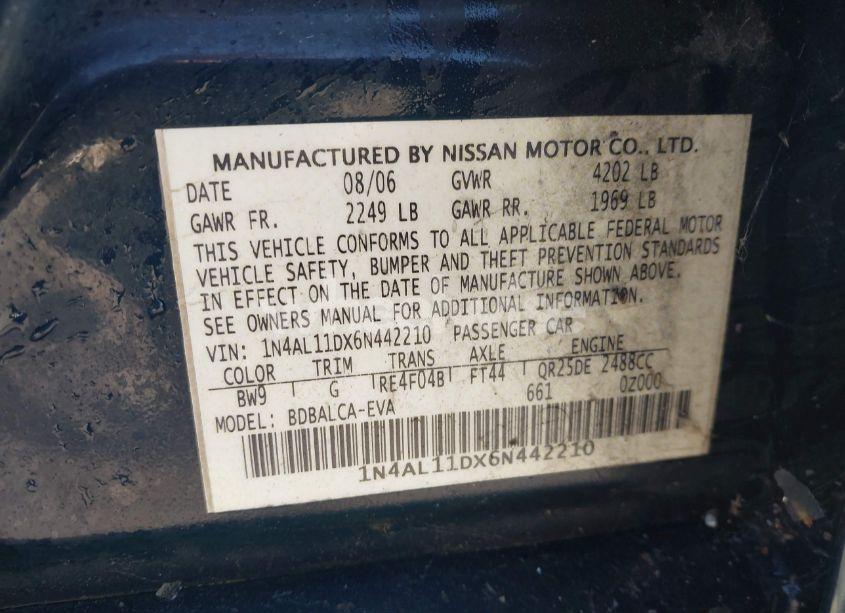 MANUFACTURED BY NISSAN MOTOR CO., LTD.
DATE 08/06 GVWR 4202 LB
GAWR FR. 2249 LB GAWR RR. 1969 LB
THIS VEHICLE CONFORMS TO ALL APPLICABLE FEDERAL MOTOR
VEHICLE SAFETY, BUMPER AND THEFT PREVENTION STANDARDS
IN EFFECT ON THE DATE OF MANUFACTURE SHOWN ABOVE.
SEE OWNERS MANUAL FOR ADDITIONAL INFORMATION.
VIN: 1N4AL11DX6N442210 PASSENGER CAR
COLOR TRIM TRANS AXLE ENGINE
BW9 G RE4F04B FT44 QR25DE 2488CC
MODEL: BDBALCA-EVA 661 0Z000
1N4AL11DX6N442210